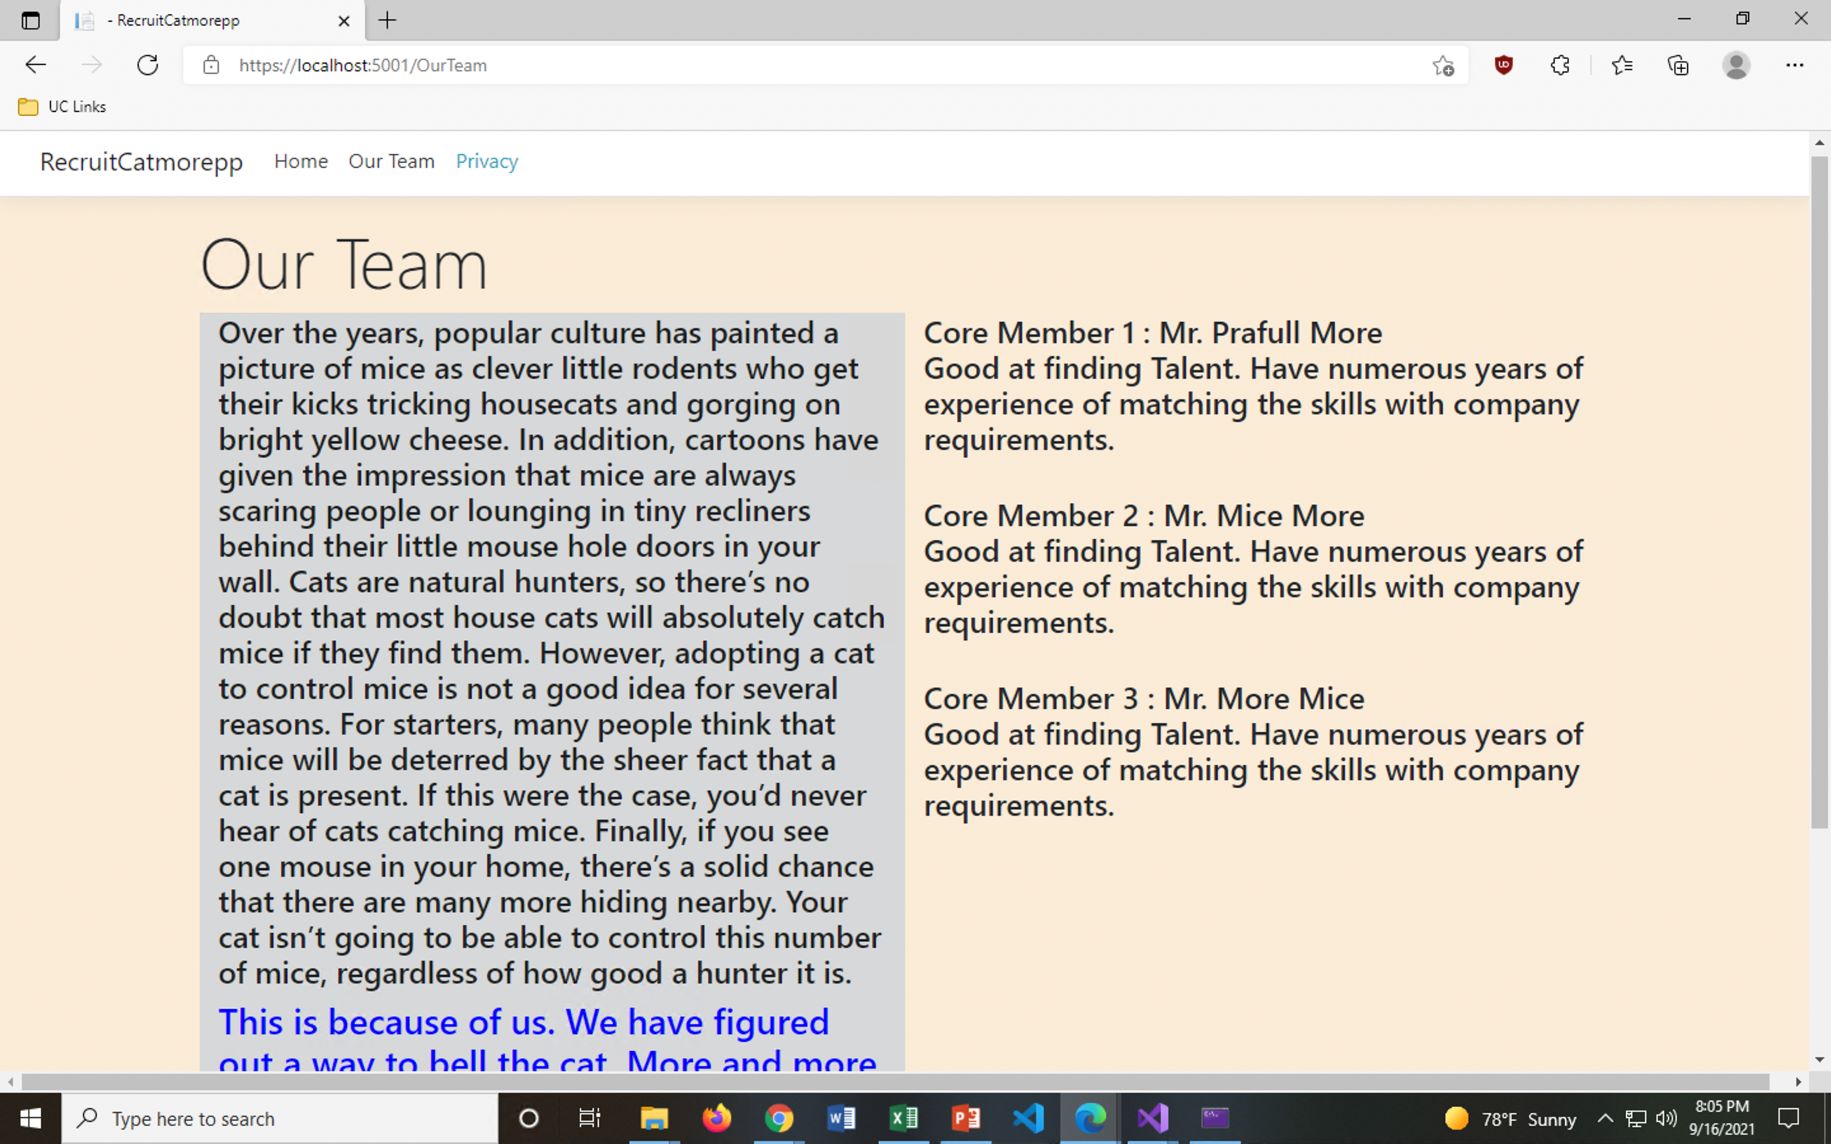 - RecruitCatmorepp
https://localhost:5001/OurTeam
UC Links
RecruitCatmorepp Home Our Team Privacy
Our Team
Over the years, popular culture has painted a
picture of mice as clever little rodents who get
their kicks tricking housecats and gorging on
bright yellow cheese. In addition, cartoons have
given the impression that mice are always
scaring people or lounging in tiny recliners
behind their little mouse hole doors in your
wall. Cats are natural hunters, so there’s no
doubt that most house cats will absolutely catch
mice if they find them. However, adopting a cat
to control mice is not a good idea for several
reasons. For starters, many people think that
mice will be deterred by the sheer fact that a
cat is present. If this were the case, you’d never
hear of cats catching mice. Finally, if you see
one mouse in your home, there’s a solid chance
that there are many more hiding nearby. Your
cat isn’t going to be able to control this number
of mice, regardless of how good a hunter it is.
This is because of us. We have figured
out a way to bell the cat. More and more
Core Member 1 : Mr. Prafull More
Good at finding Talent. Have numerous years of
experience of matching the skills with company
requirements.
Core Member 2 : Mr. Mice More
Good at finding Talent. Have numerous years of
experience of matching the skills with company
requirements.
Core Member 3 : Mr. More Mice
Good at finding Talent. Have numerous years of
experience of matching the skills with company
requirements.
Type here to search
78°F Sunny
8:05 PM
9/16/2021